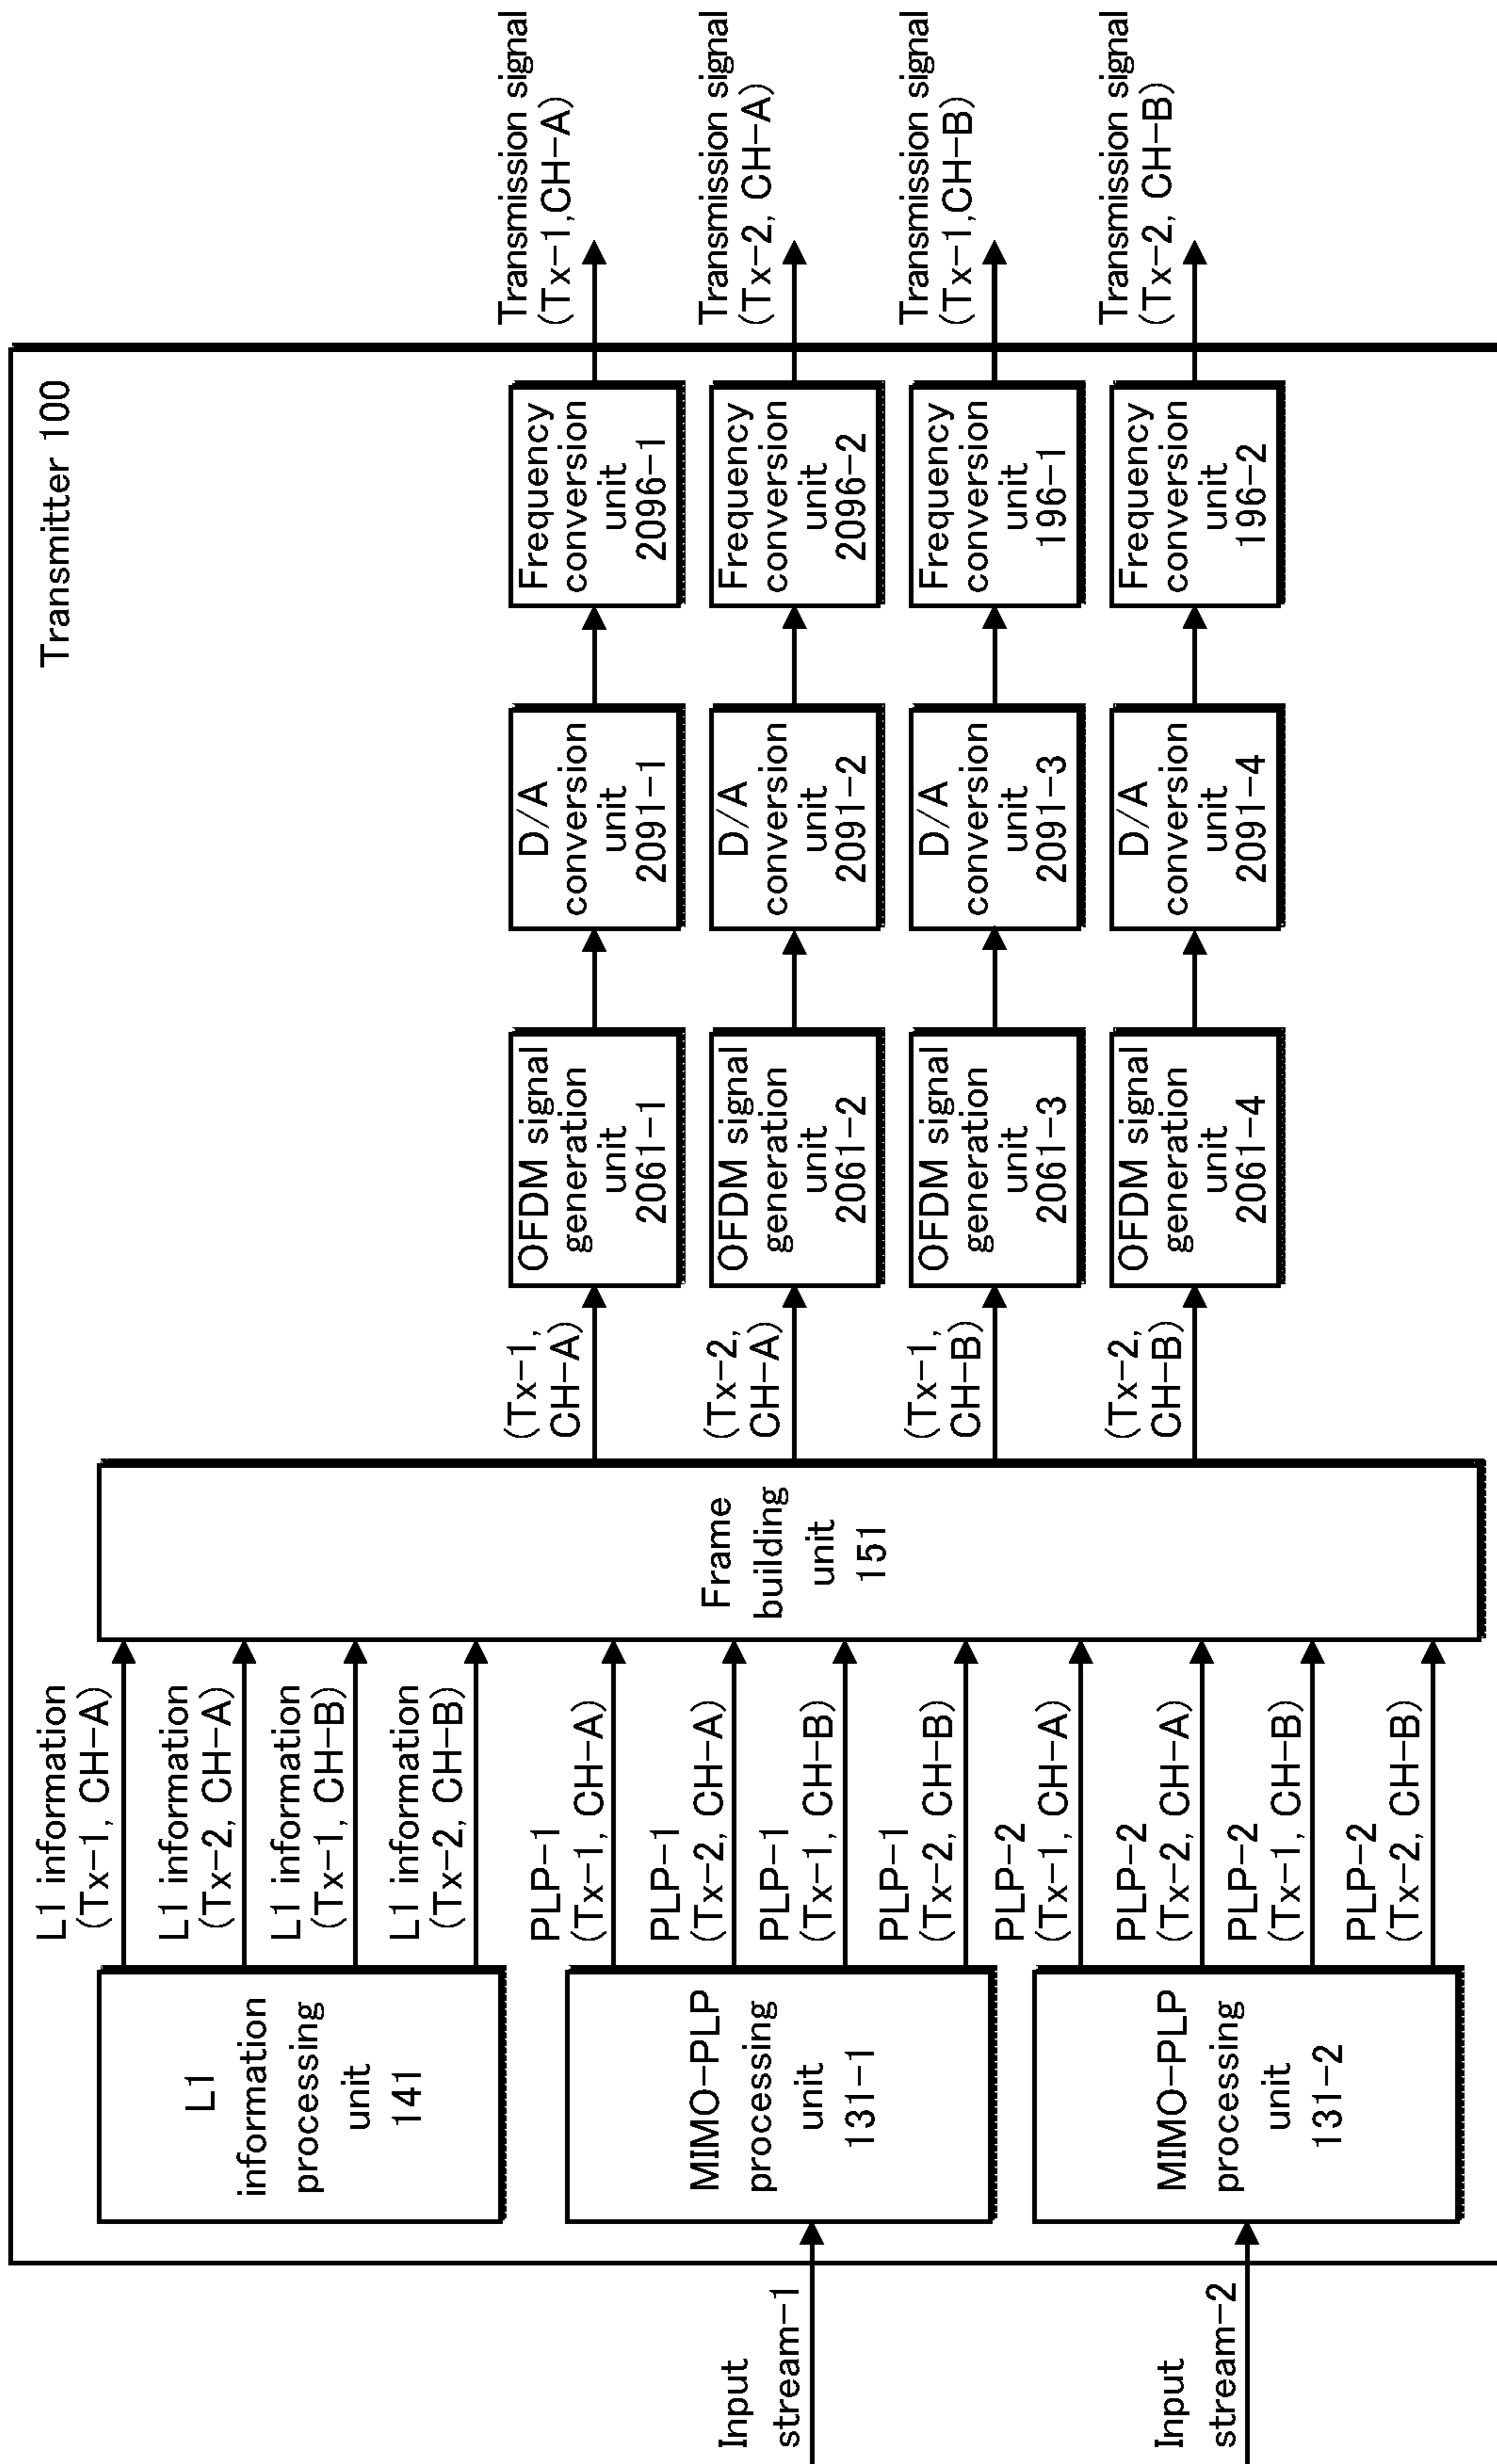 Transmitter 100
Input
stream-1
Input
stream-2
L1
information
processing
unit
141
MIMO-PLP
processing
unit
131-1
MIMO-PLP
processing
unit
131-2
L1 information
(Tx-1, CH-A)
L1 information
(Tx-2, CH-A)
L1 information
(Tx-1, CH-B)
L1 information
(Tx-2, CH-B)
PLP-1
(Tx-1, CH-A)
PLP-1
(Tx-2, CH-A)
PLP-1
(Tx-1, CH-B)
PLP-1
(Tx-2, CH-B)
PLP-2
(Tx-1, CH-A)
PLP-2
(Tx-2, CH-A)
PLP-2
(Tx-1, CH-B)
PLP-2
(Tx-2, CH-B)
Frame
building
unit
151
(Tx-1,
CH-A)
(Tx-2,
CH-A)
(Tx-1,
CH-B)
(Tx-2,
CH-B)
OFDM signal
generation
unit
2061-1
OFDM signal
generation
unit
2061-2
OFDM signal
generation
unit
2061-3
OFDM signal
generation
unit
2061-4
D/A
conversion
unit
2091-1
D/A
conversion
unit
2091-2
D/A
conversion
unit
2091-3
D/A
conversion
unit
2091-4
Frequency
conversion
unit
2096-1
Frequency
conversion
unit
2096-2
Frequency
conversion
unit
196-1
Frequency
conversion
unit
196-2
Transmission signal
(Tx-1,CH-A)
Transmission signal
(Tx-2, CH-A)
Transmission signal
(Tx-1,CH-B)
Transmission signal
(Tx-2, CH-B)